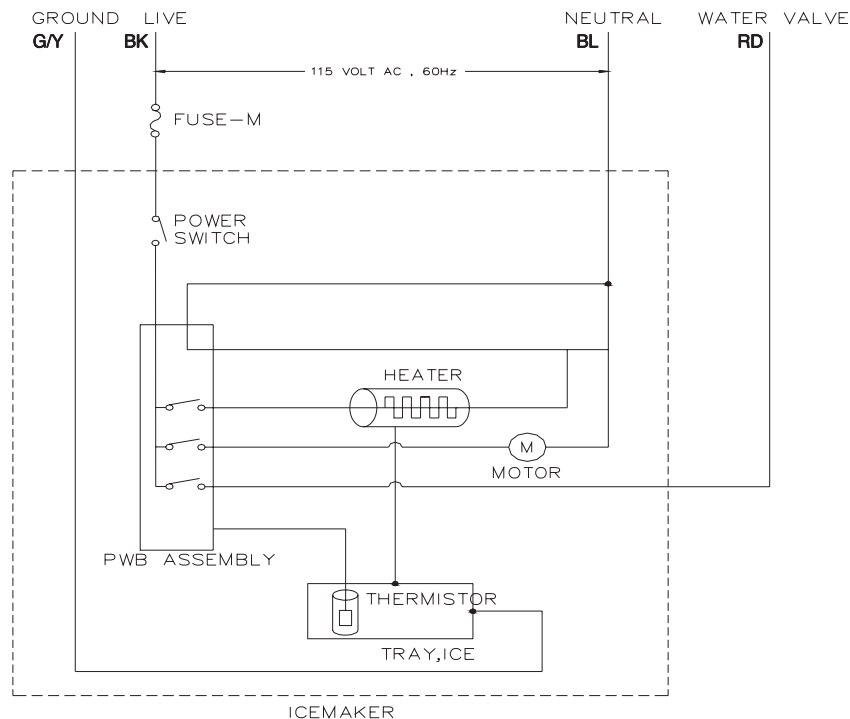 GROUND LIVE NEUTRAL WATER VALVE
G/Y BK BL RD
115 VOLT AC , 60Hz
FUSE-M
POWER
SWITCH
HEATER
M
MOTOR
PWB ASSEMBLY
THERMISTOR
TRAY,ICE
ICEMAKER